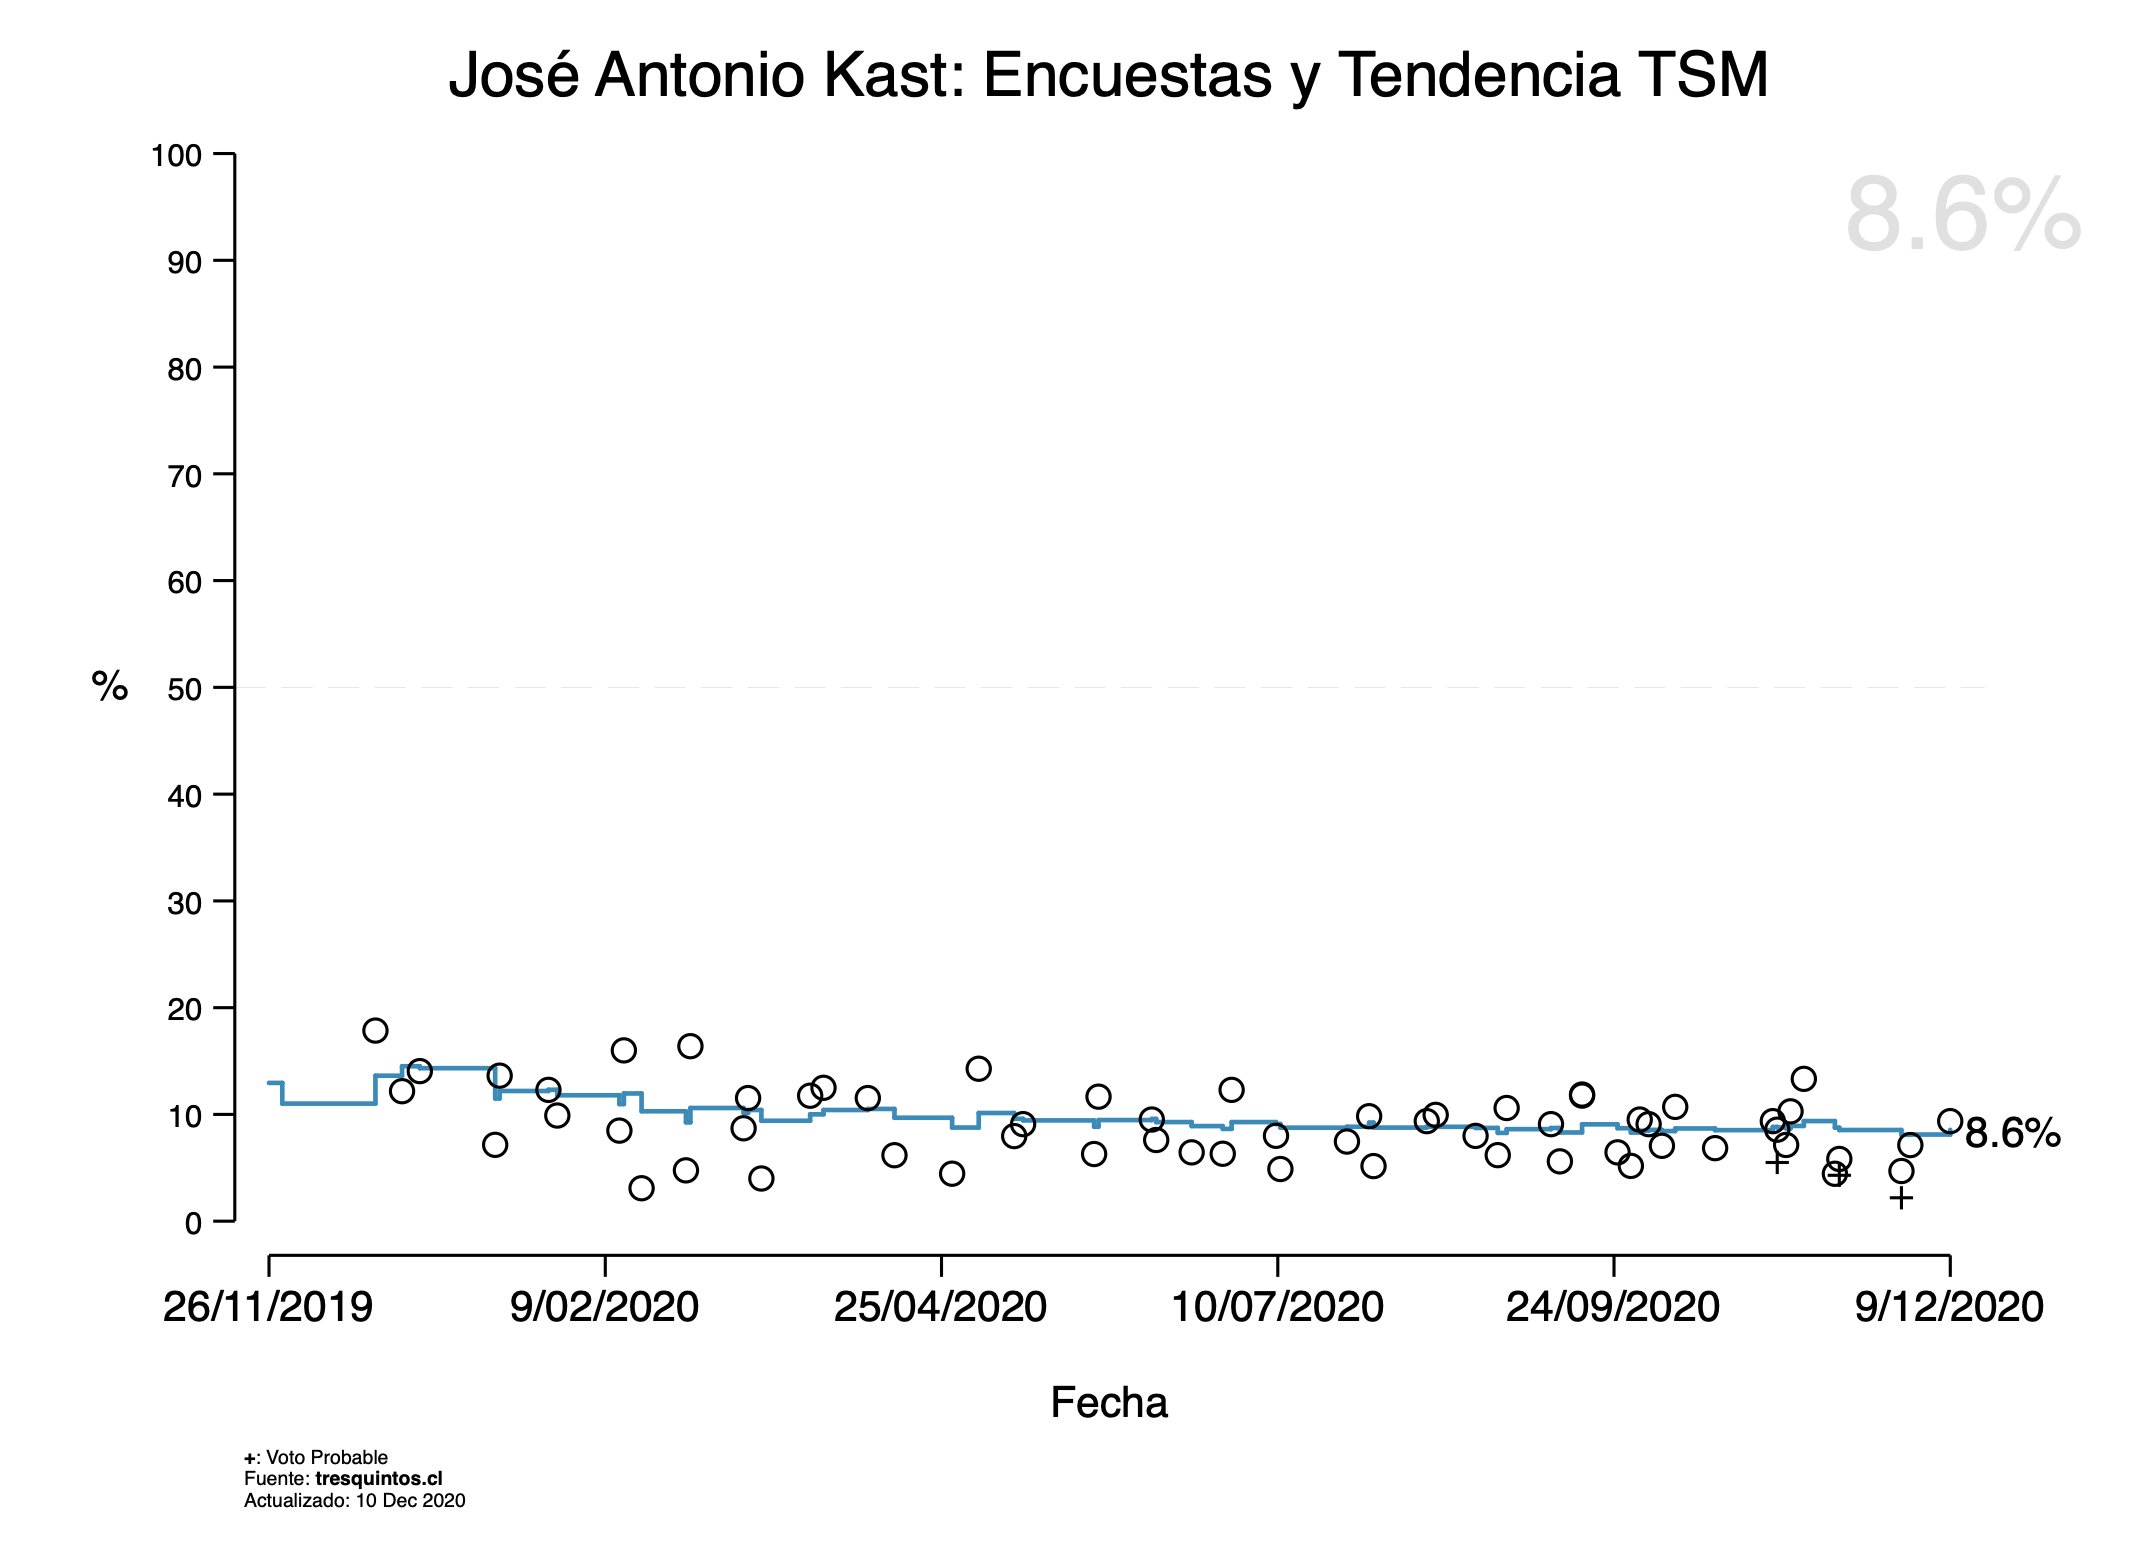 José Antonio Kast: Encuestas y Tendencia TSM
8.6%
100
90
80
70
60
50
40
30
20
10
0
%
8.6%
26/11/2019 9/02/2020 25/04/2020 10/07/2020 24/09/2020 9/12/2020
Fecha
+: Voto Probable
Fuente: tresquintos.cl
Actualizado: 10 Dec 2020